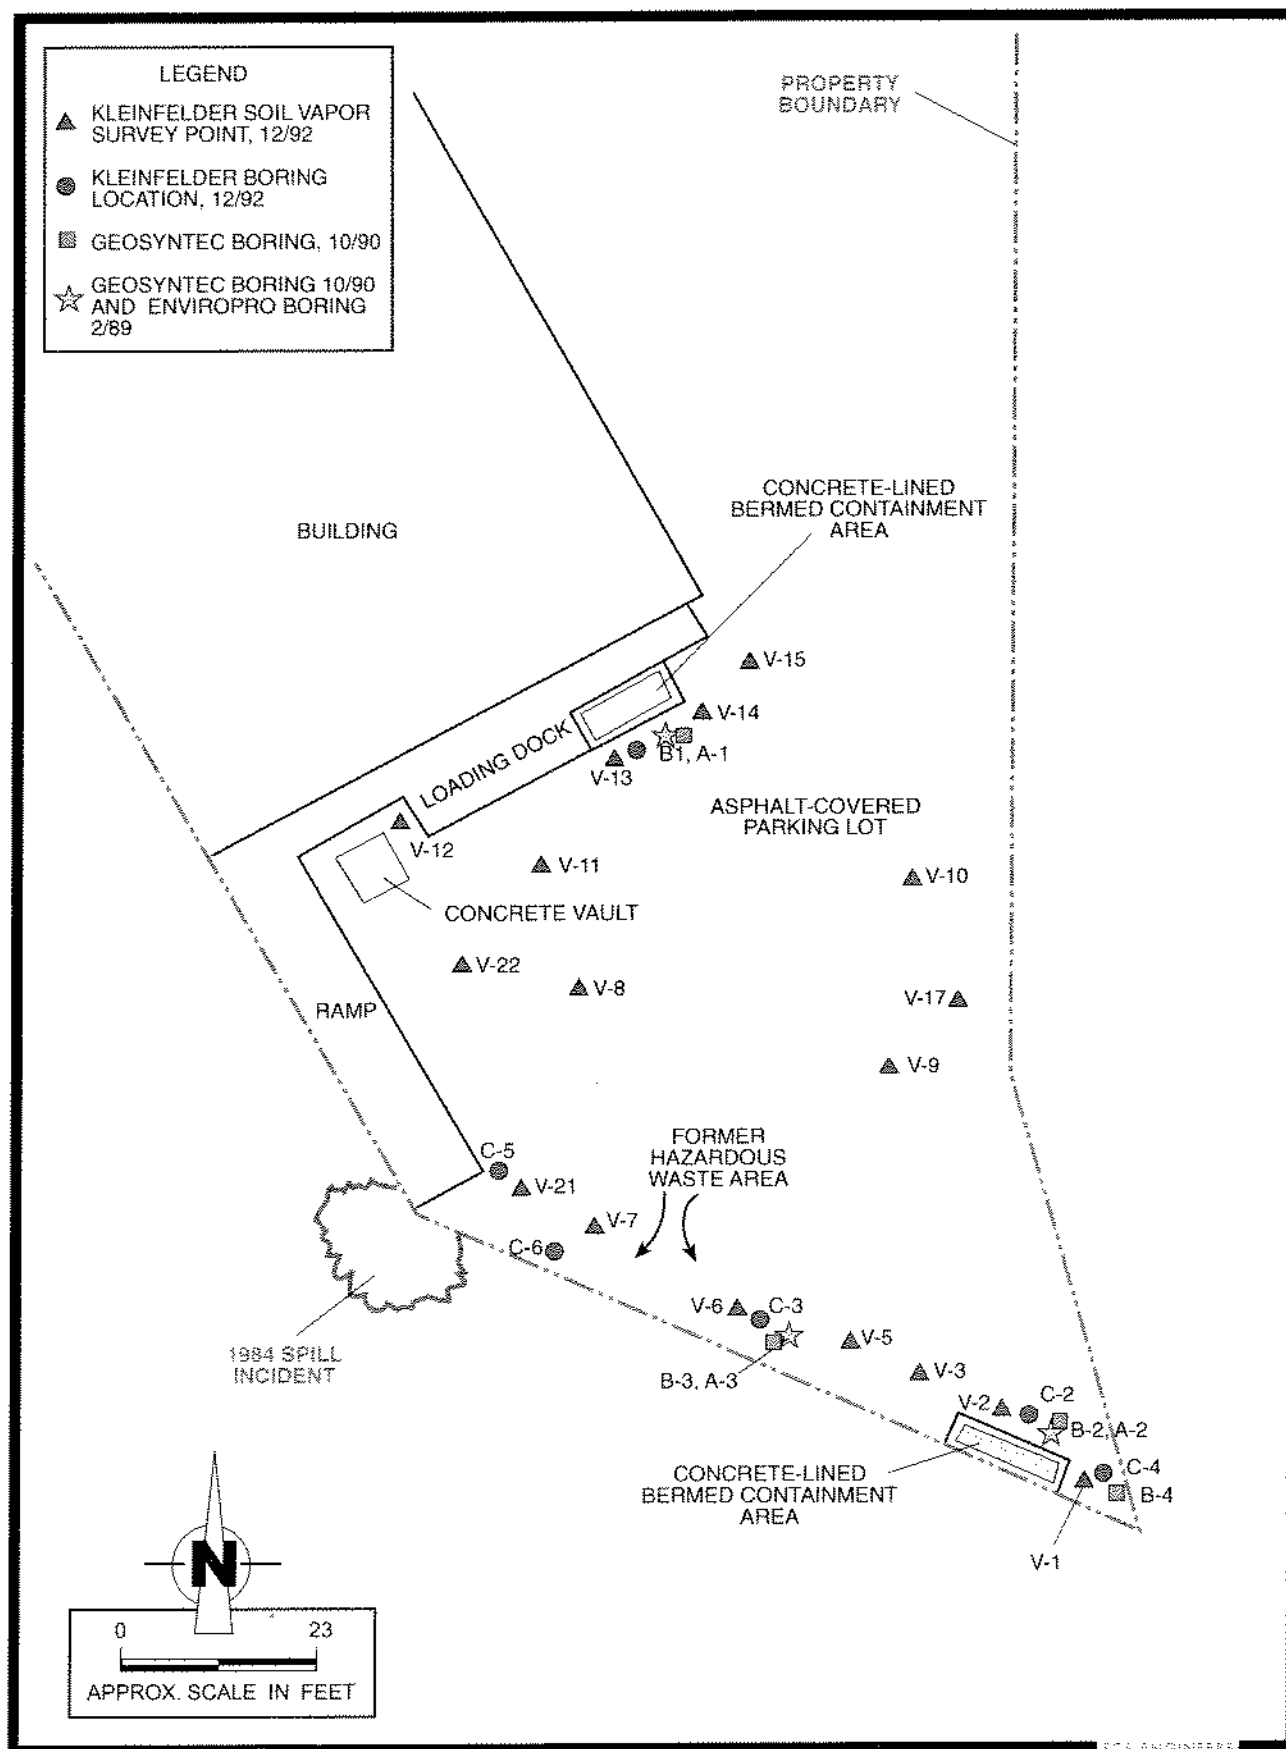 LEGEND
KLEINFELDER SOIL VAPOR
SURVEY POINT, 12/92
KLEINFELDER BORING
LOCATION, 12/92
GEOSYNTEC BORING, 10/90
GEOSYNTEC BORING 10/90
AND ENVIROPRO BORING
2/89
PROPERTY
BOUNDARY
CONCRETE-LINED
BERMED CONTAINMENT
AREA
BUILDING
V-15
V-14
LOADING DOCK
B1, A-1
V-13
ASPHALT-COVERED
PARKING LOT
V-12
V-11
V-10
CONCRETE VAULT
V-22
V-8
V-17
RAMP
V-9
FORMER
HAZARDOUS
WASTE AREA
C-5
V-21
V-7
C-6
V-6
C-3
V-5
1984 SPILL
INCIDENT
B-3, A-3
V-3
C-2
V-2
B-2, A-2
CONCRETE-LINED
BERMED CONTAINMENT
AREA
C-4
B-4
V-1
N
0 23
APPROX. SCALE IN FEET